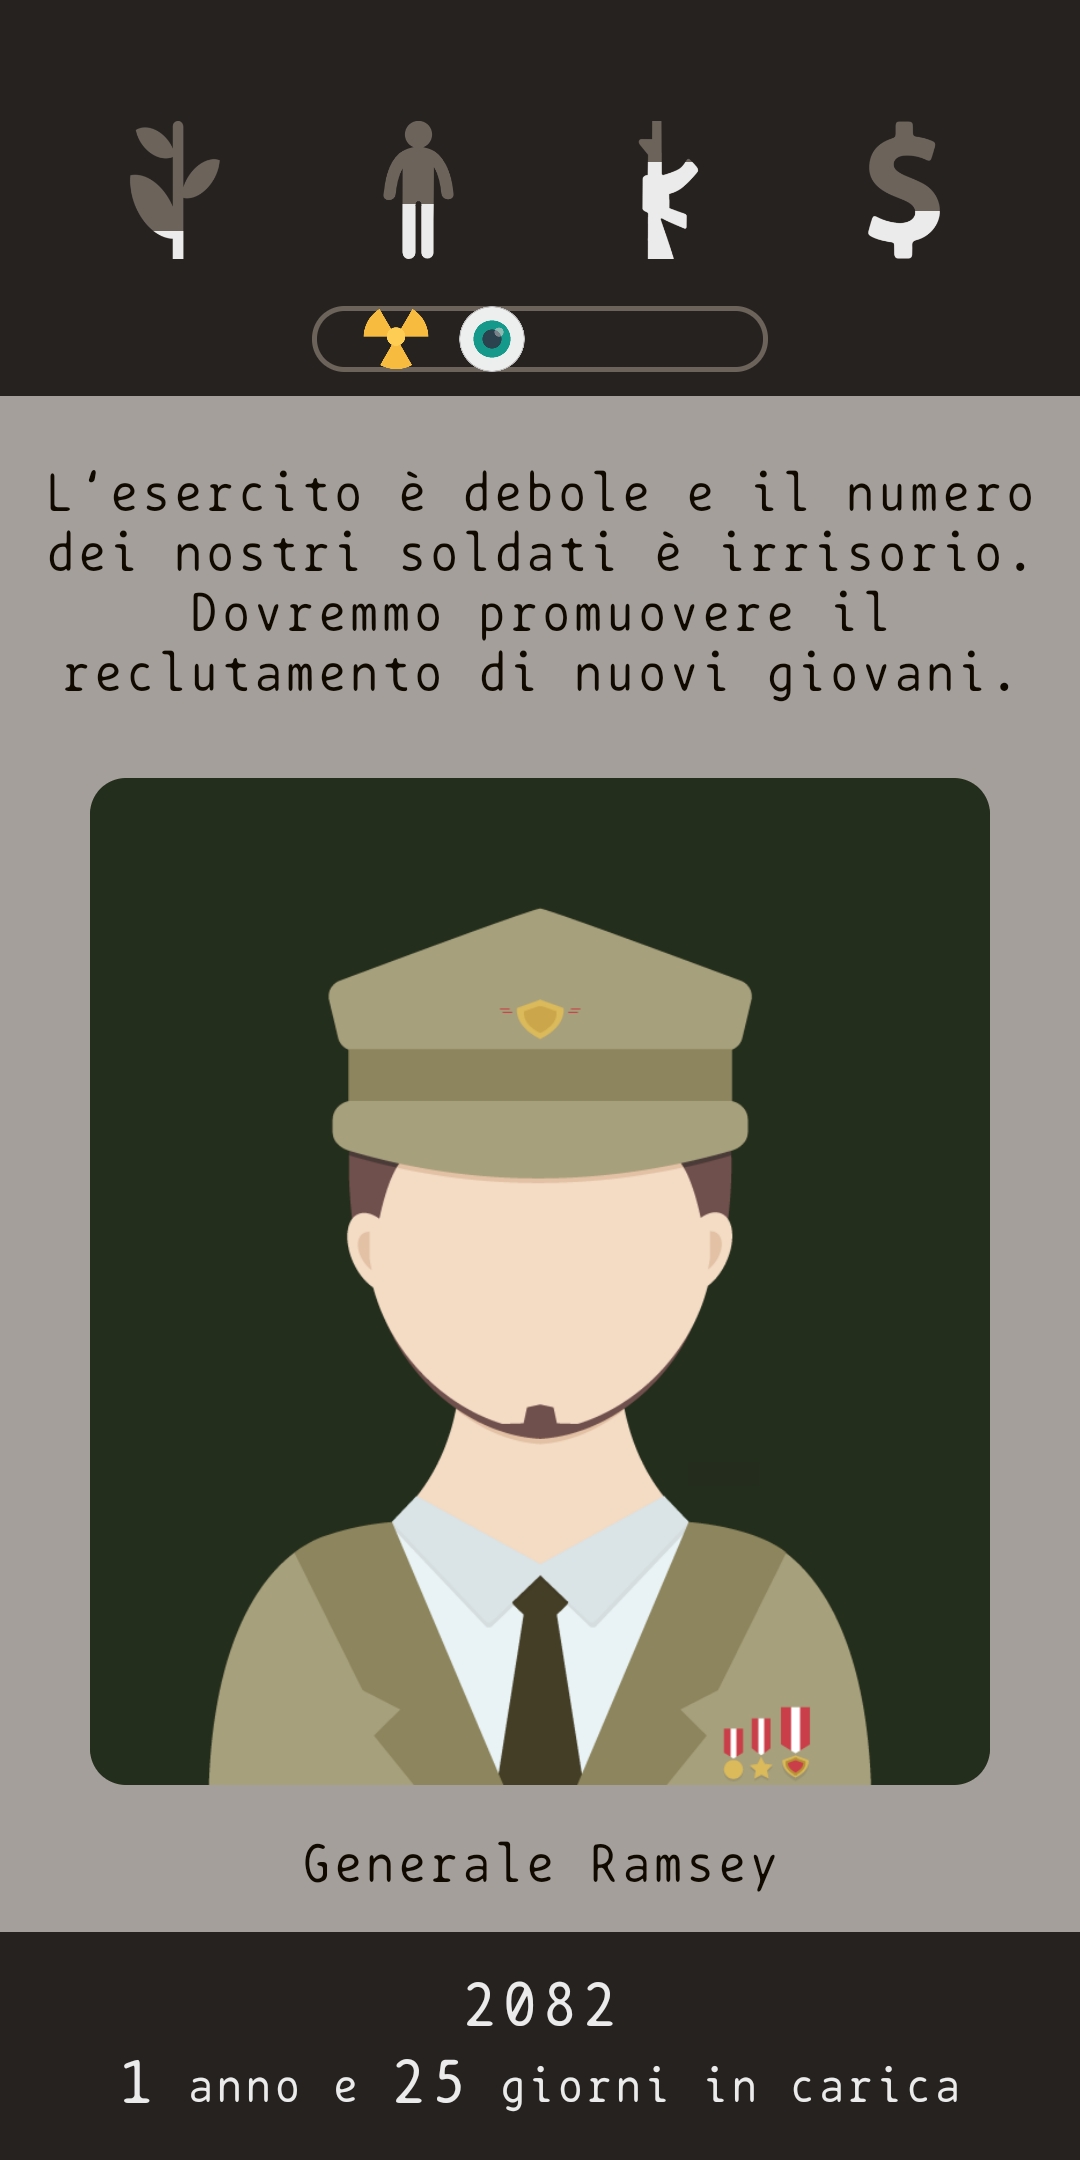 L‘esercito è debole e il numero
dei nostri soldati è irrisorio.
Dovremmo promuovere il
reclutamento di nuovi giovani.
Generale Ramsey
2082
1 anno e 25 giorni in carica